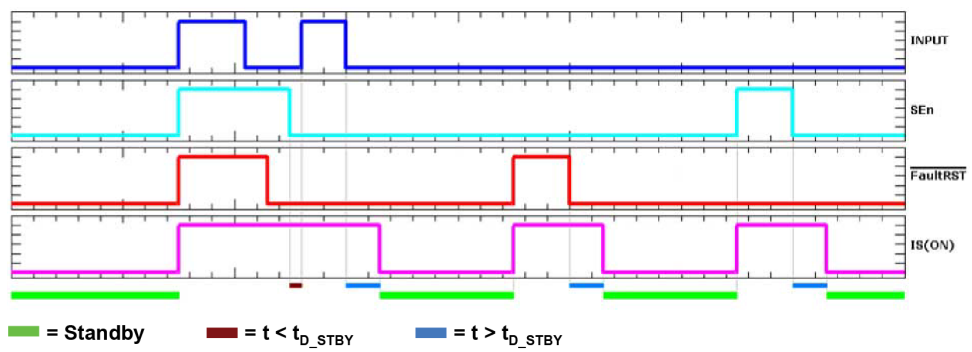 INPUT
SEn
FaultRST
IS(ON)
= Standby = t < tD_STBY = t > tD_STBY